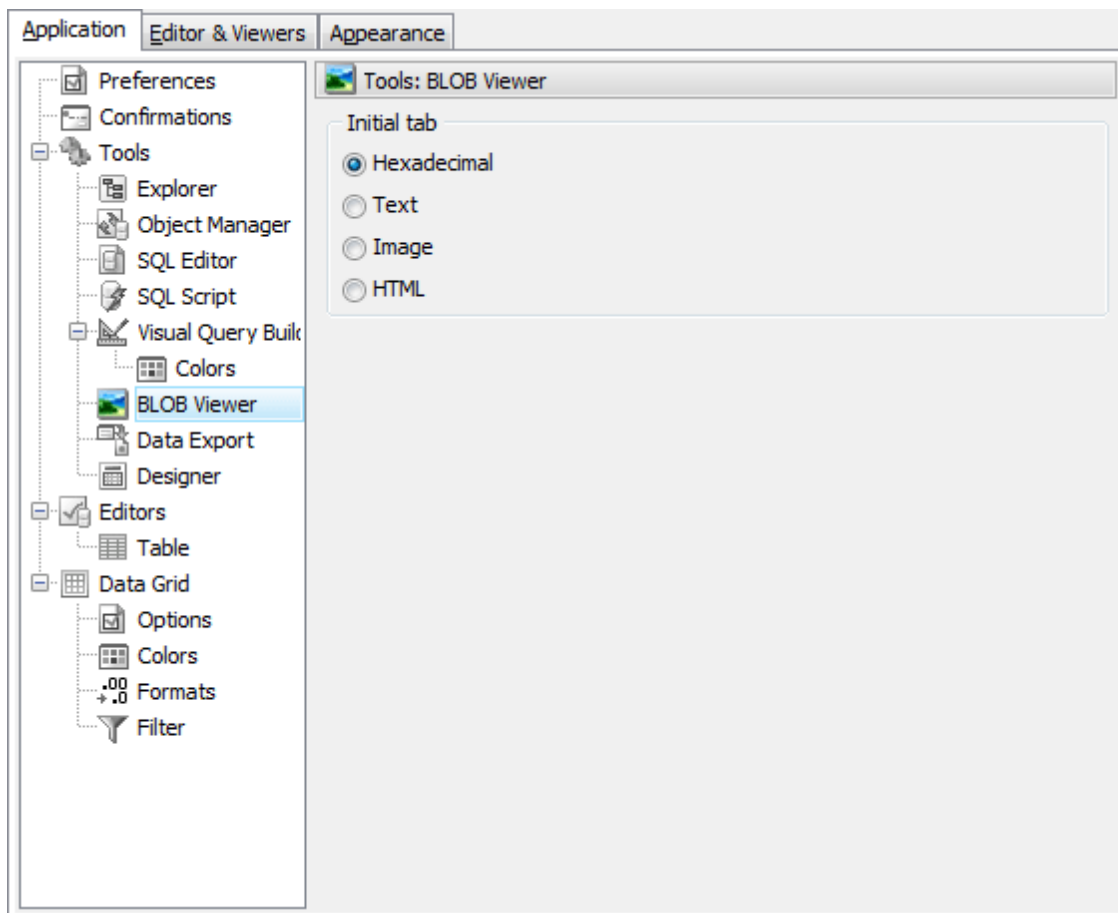 Application
Editor & Viewers
Appearance
Preferences
Confirmations
Tools
Explorer
Object Manager
SQL Editor
SQL Script
Visual Query Build
Colors
BLOB Viewer
Data Export
Designer
Editors
Table
Data Grid
Options
Colors
Formats
Filter
Tools: BLOB Viewer
Initial tab
Hexadecimal
Text
Image
HTML